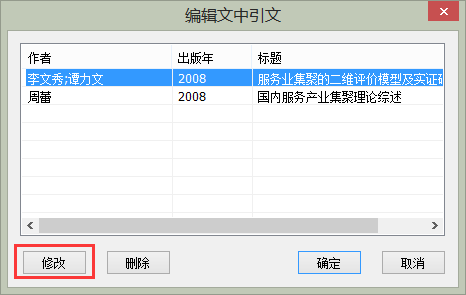 编辑文中引文
作者 出版年 标题
李文秀;谭力文 2008 服务业集聚的二维评价模型及实证
周蕾 2008 国内服务产业集聚理论综述
修改 删除 确定 取消